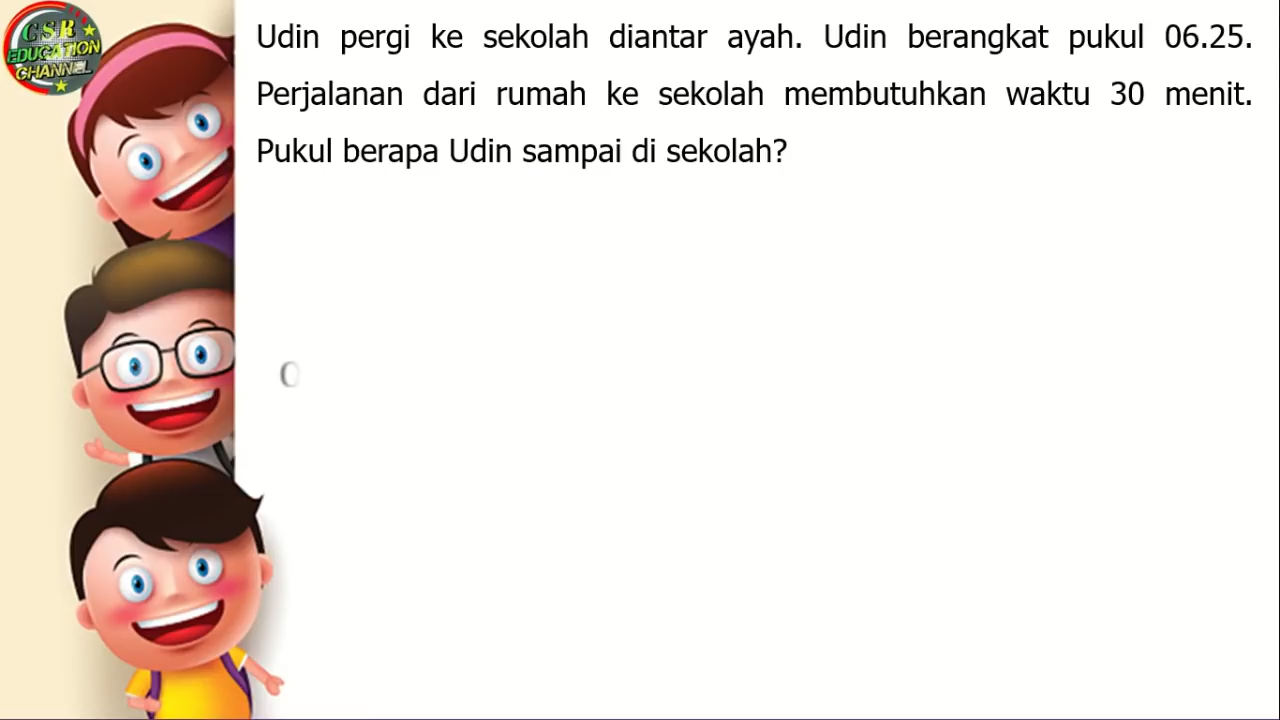 CSR
EDUCATION
CHANNEL
Udin pergi ke sekolah diantar ayah. Udin berangkat pukul 06.25.
Perjalanan dari rumah ke sekolah membutuhkan waktu 30 menit.
Pukul berapa Udin sampai di sekolah?